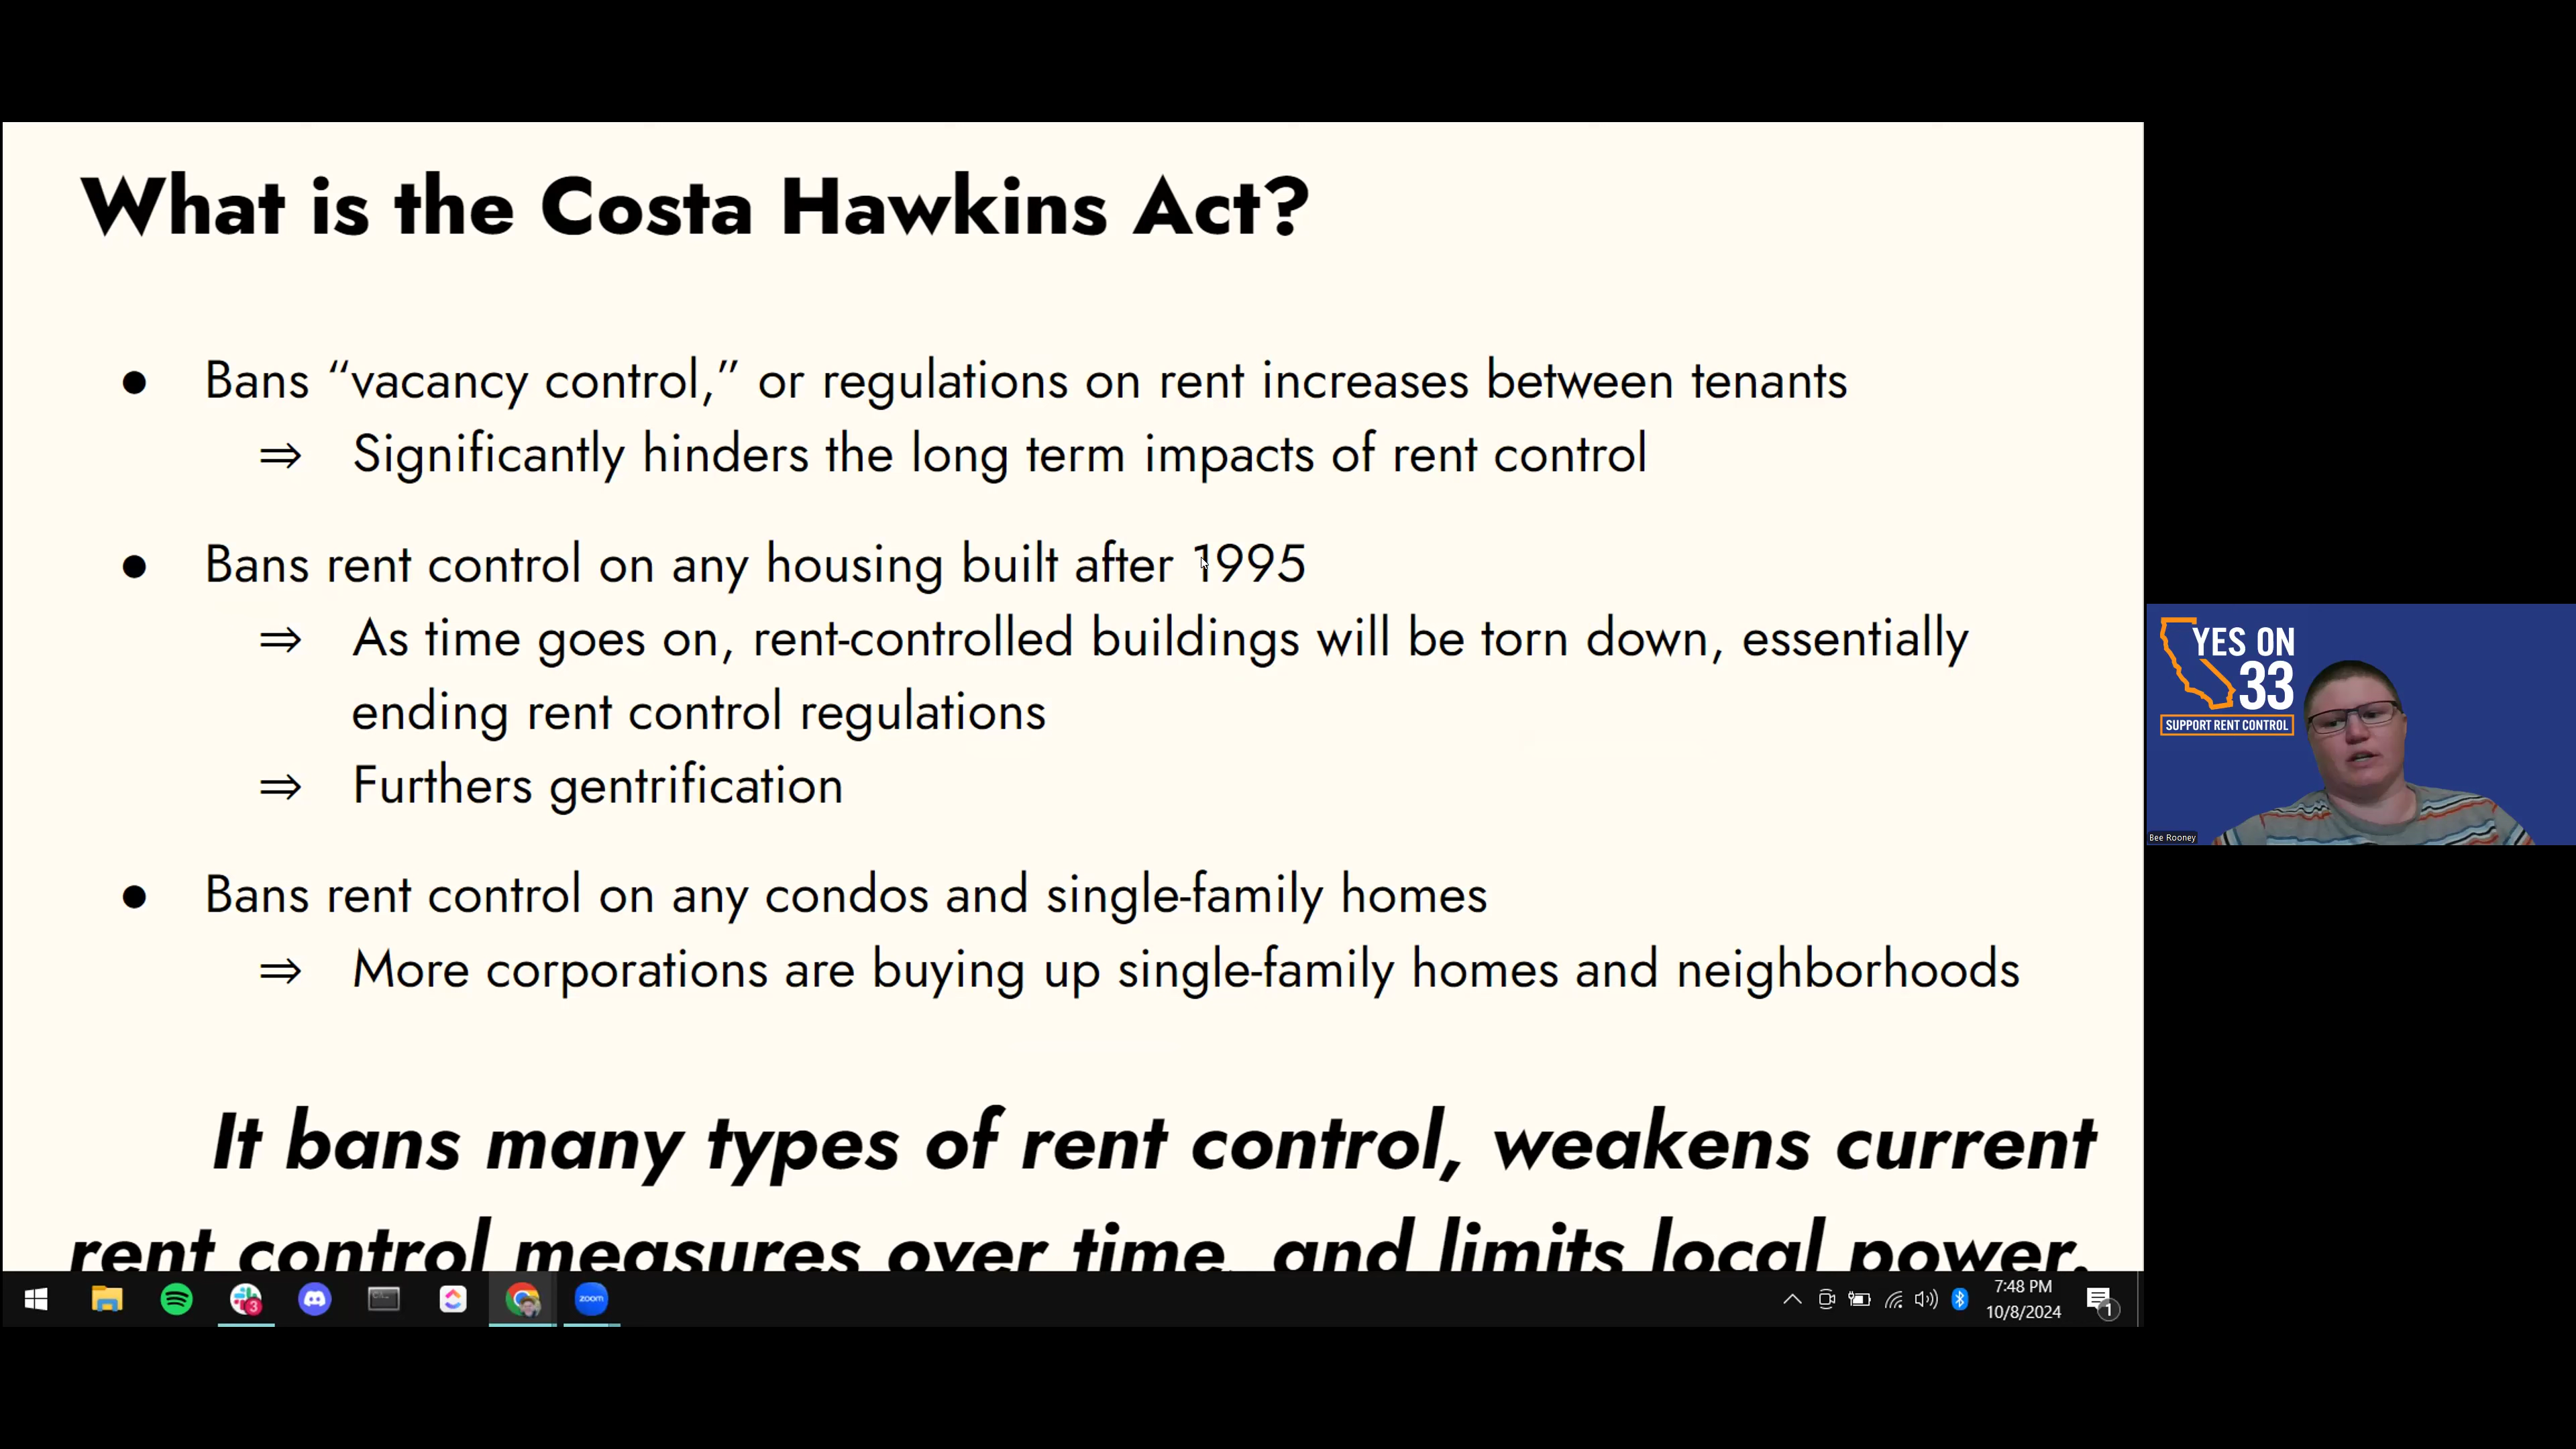 What is the Costa Hawkins Act?
● Bans “vacancy control,” or regulations on rent increases between tenants
⇒ Significantly hinders the long term impacts of rent control
● Bans rent control on any housing built after 1995
⇒ As time goes on, rent-controlled buildings will be torn down, essentially
ending rent control regulations
⇒ Furthers gentrification
● Bans rent control on any condos and single-family homes
⇒ More corporations are buying up single-family homes and neighborhoods
It bans many types of rent control, weakens current
rent control measures over time, and limits local power.
YES ON
33
SUPPORT RENT CONTROL
Bee Rooney
3
zoom
7:48 PM
10/8/2024
1